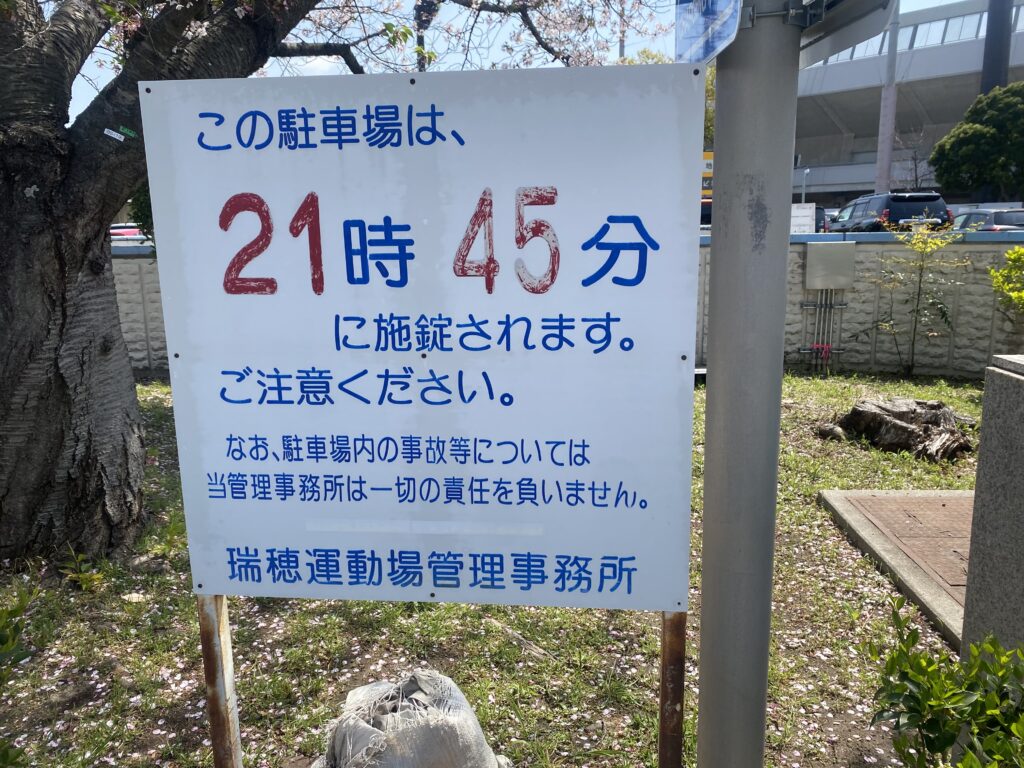 この駐車場は、
21時45分
に施錠されます。
ご注意ください。
なお、駐車場内の事故等については
当管理事務所は一切の責任を負いません。
瑞穂運動場管理事務所